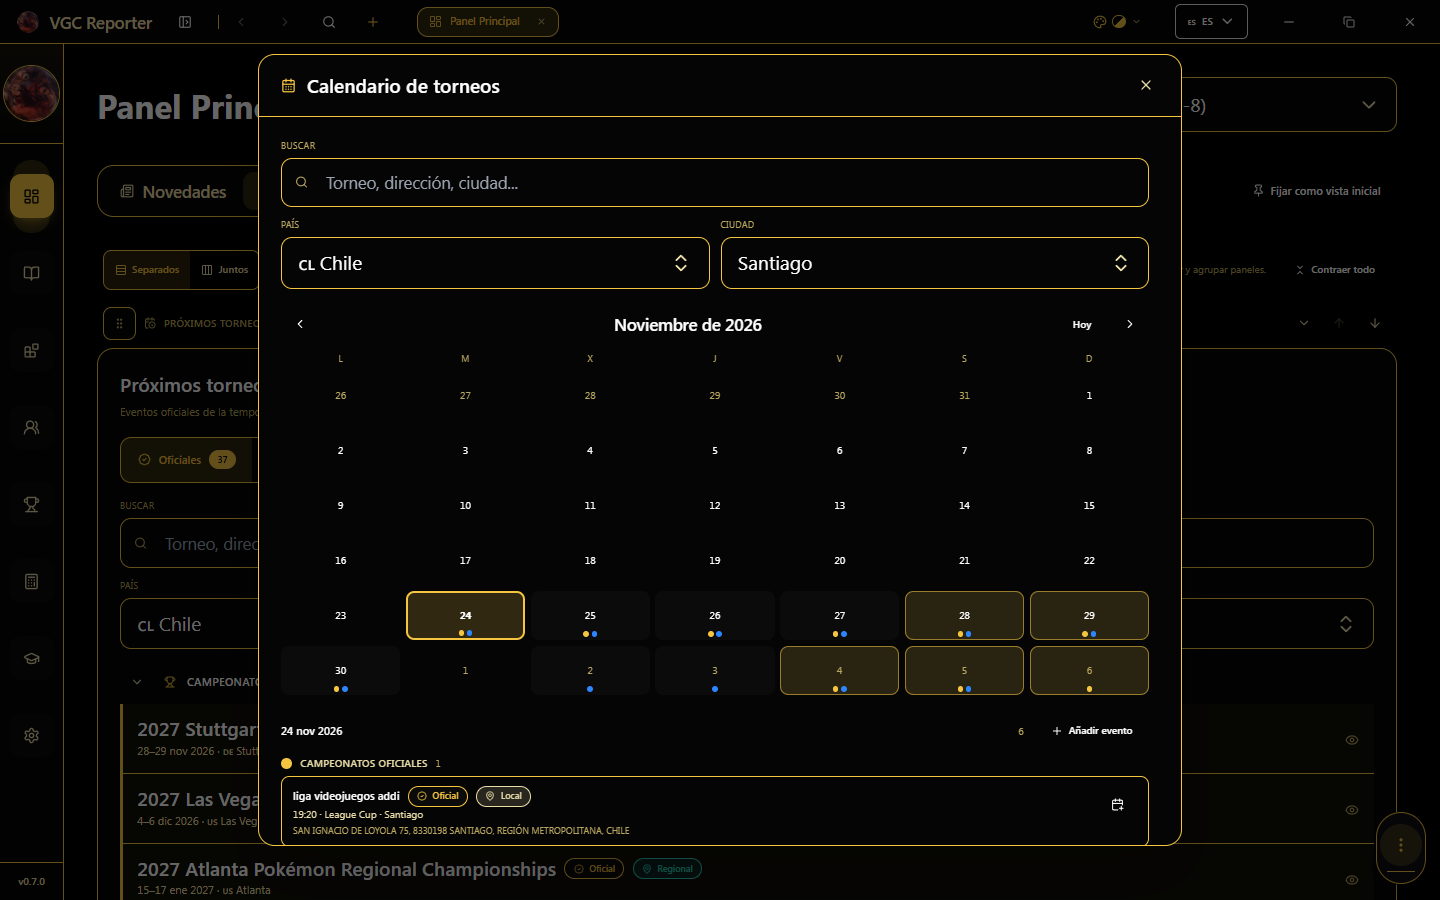 VGC Reporter
Panel Principal
ES ES
Panel Princ
-8)
Novedades
Fijar como vista inicial
Separados
Juntos
y agrupar paneles.
Contraer todo
PRÓXIMOS TORNEO
Próximos torneo
Eventos oficiales de la tempo
Oficiales 37
BUSCAR
Torneo, direc
PAÍS
CL Chile
CAMPEONATO
2027 Stuttgar
28–29 nov 2026 · DE Stutt
2027 Las Vega
4–6 dic 2026 · US Las Veg
2027 Atlanta Pokémon Regional Championships Oficial Regional
15–17 ene 2027 · US Atlanta
v0.7.0
Calendario de torneos
BUSCAR
Torneo, dirección, ciudad...
PAÍS CIUDAD
CL Chile Santiago
Noviembre de 2026 Hoy
L M X J V S D
26 27 28 29 30 31 1
2 3 4 5 6 7 8
9 10 11 12 13 14 15
16 17 18 19 20 21 22
23 24 25 26 27 28 29
30 1 2 3 4 5 6
24 nov 2026 6 Añadir evento
CAMPEONATOS OFICIALES 1
liga videojuegos addi Oficial Local
19:20 · League Cup · Santiago
SAN IGNACIO DE LOYOLA 75, 8330198 SANTIAGO, REGIÓN METROPOLITANA, CHILE